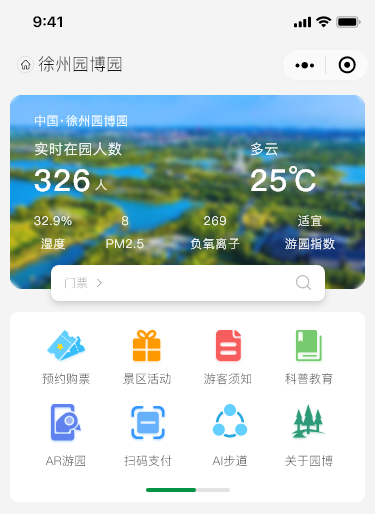 9:41
徐州园博园
中国·徐州园博园
实时在园人数 多云
326人 25℃
32.9% 8 269 适宜
湿度 PM2.5 负氧离子 游园指数
门票
预约购票 景区活动 游客须知 科普教育
AR游园 扫码支付 AI步道 关于园博